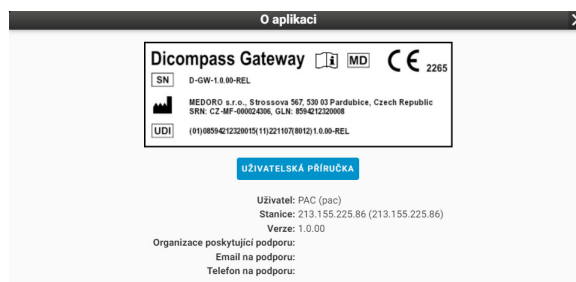 O aplikaci
Dicompass Gateway MD CE 2265
SN D-GW-1.0.00-REL
MEDORO s.r.o., Strossova 567, 530 03 Pardubice, Czech Republic
SRN: CZ-MF-000024306, GLN: 8594212320008
UDI (01)08594212320015(11)221107(8012)1.0.00-REL
UŽIVATELSKÁ PŘÍRUČKA
Uživatel: PAC (pac)
Stanice: 213.155.225.86 (213.155.225.86)
Verze: 1.0.00
Organizace poskytující podporu:
Email na podporu:
Telefon na podporu: